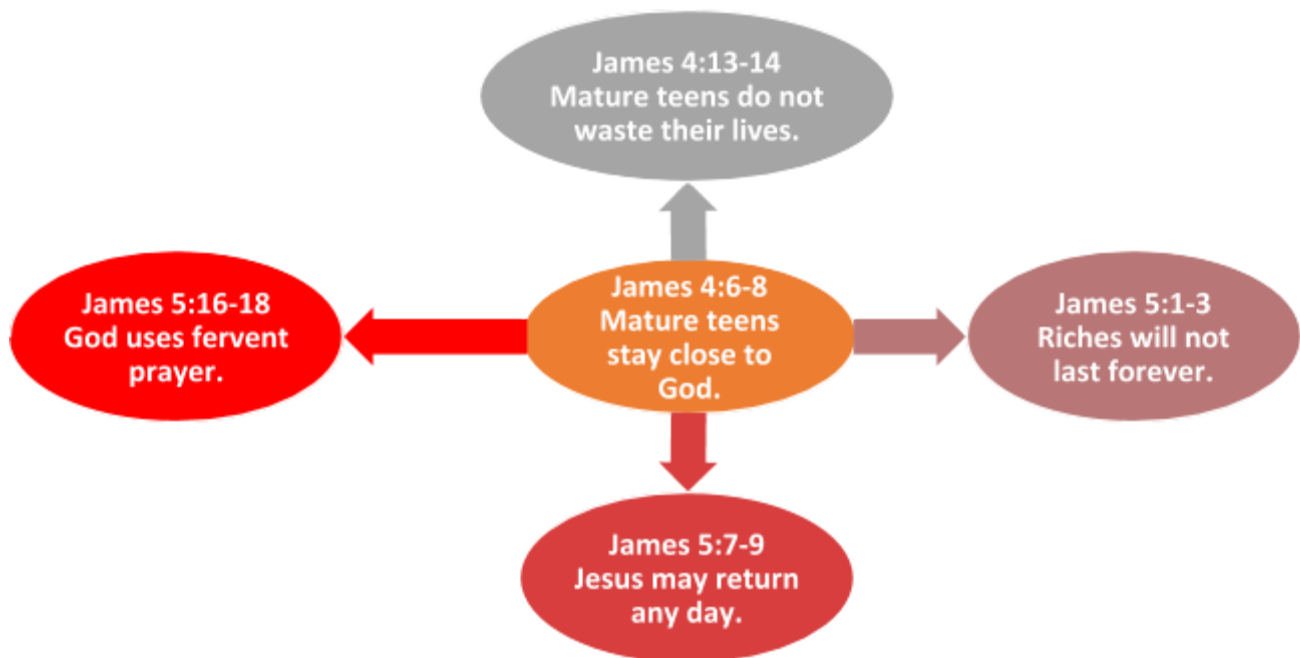 James 4:13-14
Mature teens do not
waste their lives.
James 5:16-18
God uses fervent
prayer.
James 4:6-8
Mature teens
stay close to
God.
James 5:1-3
Riches will not
last forever.
James 5:7-9
Jesus may return
any day.